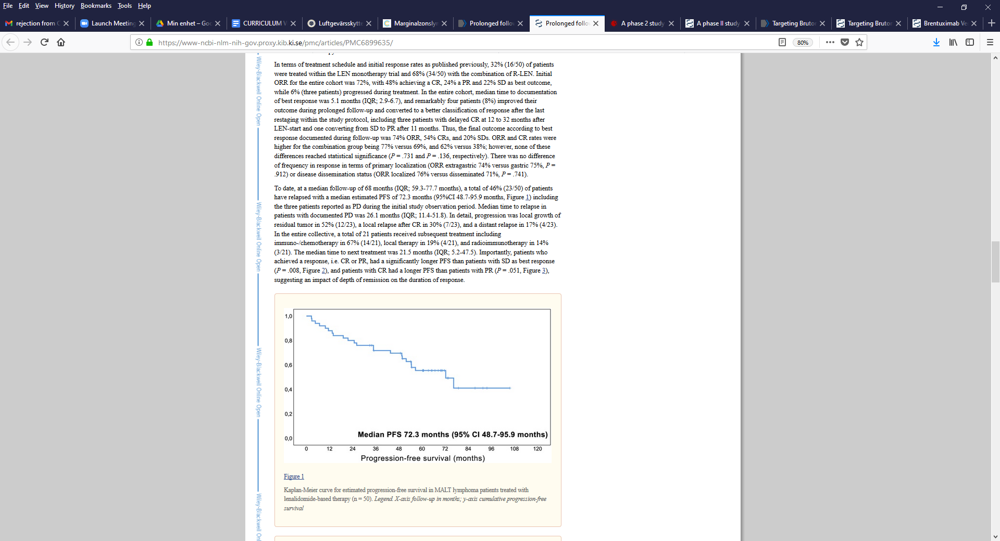 File Edit View History Bookmarks Tools Help
rejection from C
Launch Meeting
Min enhet – Goo
CURRICULUM V
Luftgevärsskytte
Marginalzonslyr
Prolonged follow
Prolonged follo
A phase 2 study
A phase II study
Targeting Bruto
Targeting Bruton
Brentuximab Ve
https://www-ncbi-nlm-nih-gov.proxy.kib.ki.se/pmc/articles/PMC6899635/
80%
In terms of treatment schedule and initial response rates as published previously, 32% (16/50) of patients
were treated within the LEN monotherapy trial and 68% (34/50) with the combination of R-LEN. Initial
ORR for the entire cohort was 72%, with 48% achieving a CR, 24% a PR and 22% SD as best outcome,
while 6% (three patients) progressed during treatment. In the entire cohort, median time to documentation
of best response was 5.1 months (IQR; 2.9-6.7), and remarkably four patients (8%) improved their
outcome during prolonged follow-up and converted to a better classification of response after the last
restaging within the study protocol, including three patients with delayed CR at 12 to 32 months after
LEN-start and one converting from SD to PR after 11 months. Thus, the final outcome according to best
response documented during follow-up was 74% ORR, 54% CRs, and 20% SDs. ORR and CR rates were
higher for the combination group being 77% versus 69%, and 62% versus 38%; however, none of these
differences reached statistical significance (P = .731 and P = .136, respectively). There was no difference
of frequency in response in terms of primary localization (ORR extragastric 74% versus gastric 75%, P =
.912) or disease dissemination status (ORR localized 76% versus disseminated 71%, P = .741).
To date, at a median follow-up of 68 months (IQR; 59.3-77.7 months), a total of 46% (23/50) of patients
have relapsed with a median estimated PFS of 72.3 months (95%CI 48.7-95.9 months, Figure 1) including
the three patients reported as PD during the initial study observation period. Median time to relapse in
patients with documented PD was 26.1 months (IQR; 11.4-51.8). In detail, progression was local growth of
residual tumor in 52% (12/23), a local relapse after CR in 30% (7/23), and a distant relapse in 17% (4/23).
In the entire collective, a total of 21 patients received subsequent treatment including
immuno-/chemotherapy in 67% (14/21), local therapy in 19% (4/21), and radioimmunotherapy in 14%
(3/21). The median time to next treatment was 21.5 months (IQR; 5.2-47.5). Importantly, patients who
achieved a response, i.e. CR or PR, had a significantly longer PFS than patients with SD as best response
(P = .008, Figure 2), and patients with CR had a longer PFS than patients with PR (P = .051, Figure 3),
suggesting an impact of depth of remission on the duration of response.
1,0
0,8
0,6
0,4
0,2
0,0
Median PFS 72.3 months (95% CI 48.7-95.9 months)
0 12 24 36 48 60 72 84 96 108 120
Progression-free survival (months)
Figure 1
Kaplan-Meier curve for estimated progression-free survival in MALT lymphoma patients treated with
lenalidomide-based therapy (n = 50). Legend. X-axis follow-up in months; y-axis cumulative progression-free
survival
Wiley-Blackwell Online Open
Wiley-Blackwell Online Open
Wiley-Blackwell Online Open
Wiley-Blackwell Onl